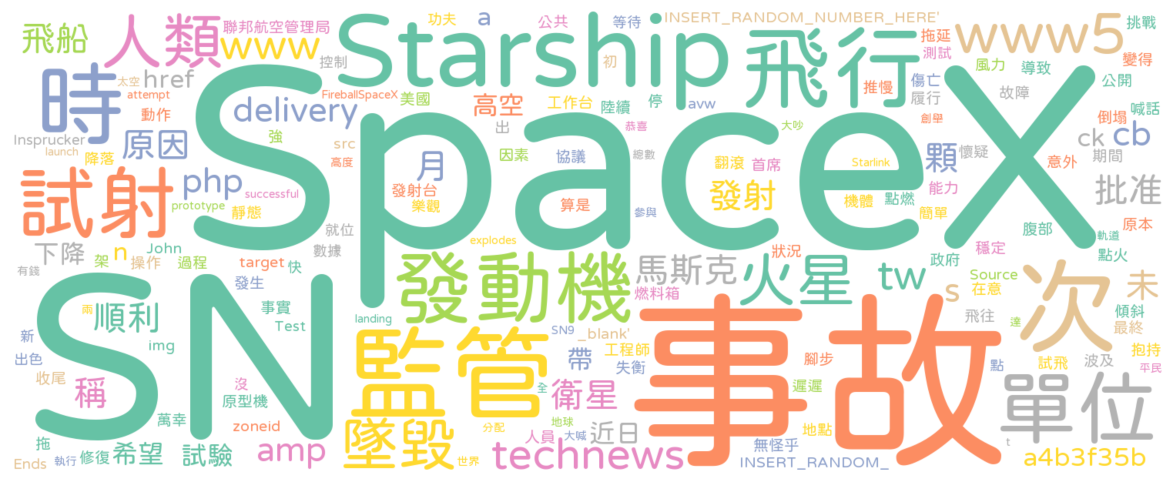 功夫 a 公共 等待 INSERT_RANDOM_NUMBER_HERE'
飛船 人類 聯邦航空管理局 Starship 飛行 拖延 www5 挑戰
www 控制 初 測試 風力 導致 變得
時 太空 href FireballSpaceX 美國 高空 工作台 陸續 停 avw 推慢 傷亡 故障 公開
attempt delivery 履行 喊話
動作 強 出 恭喜 大吵 創舉 倒塌
Insprucker 原因 src 因素 協議 總數 顆 懷疑 ck cb
launch 降落 高度 月 翻滾 首席 Starlink 期間 意外
試射 php successful 發射台 算是 發射 機體 點燃 能力 批准
prototype 靜態 樂觀 參與 簡單 原本
就位 SpaceX 腹部 軌道
下降 n John 數據 explodes 狀況 穩定 政府 點火
有錢 架 操作 過程 target 快 發動機 馬斯克 火星 tw Source 次 未
發生 燃料箱 s 在意
兩 順利 事實 landing 飛往 達 傾斜
新 Test SN9 _blank' 最終
出色 img SN 監管 帶 工程師 事故 腳步 點 試飛 波及 抱持
收尾 稱 沒 原型機 全 失衡 遲遲 平民
萬幸 zoneid 衛星 單位
拖 墜毀 分配 地球 近日 地點
Ends 執行 修復 希望 試驗 amp 世界 人員 大喊 無怪乎 t
technews INSERT_RANDOM_ a4b3f35b